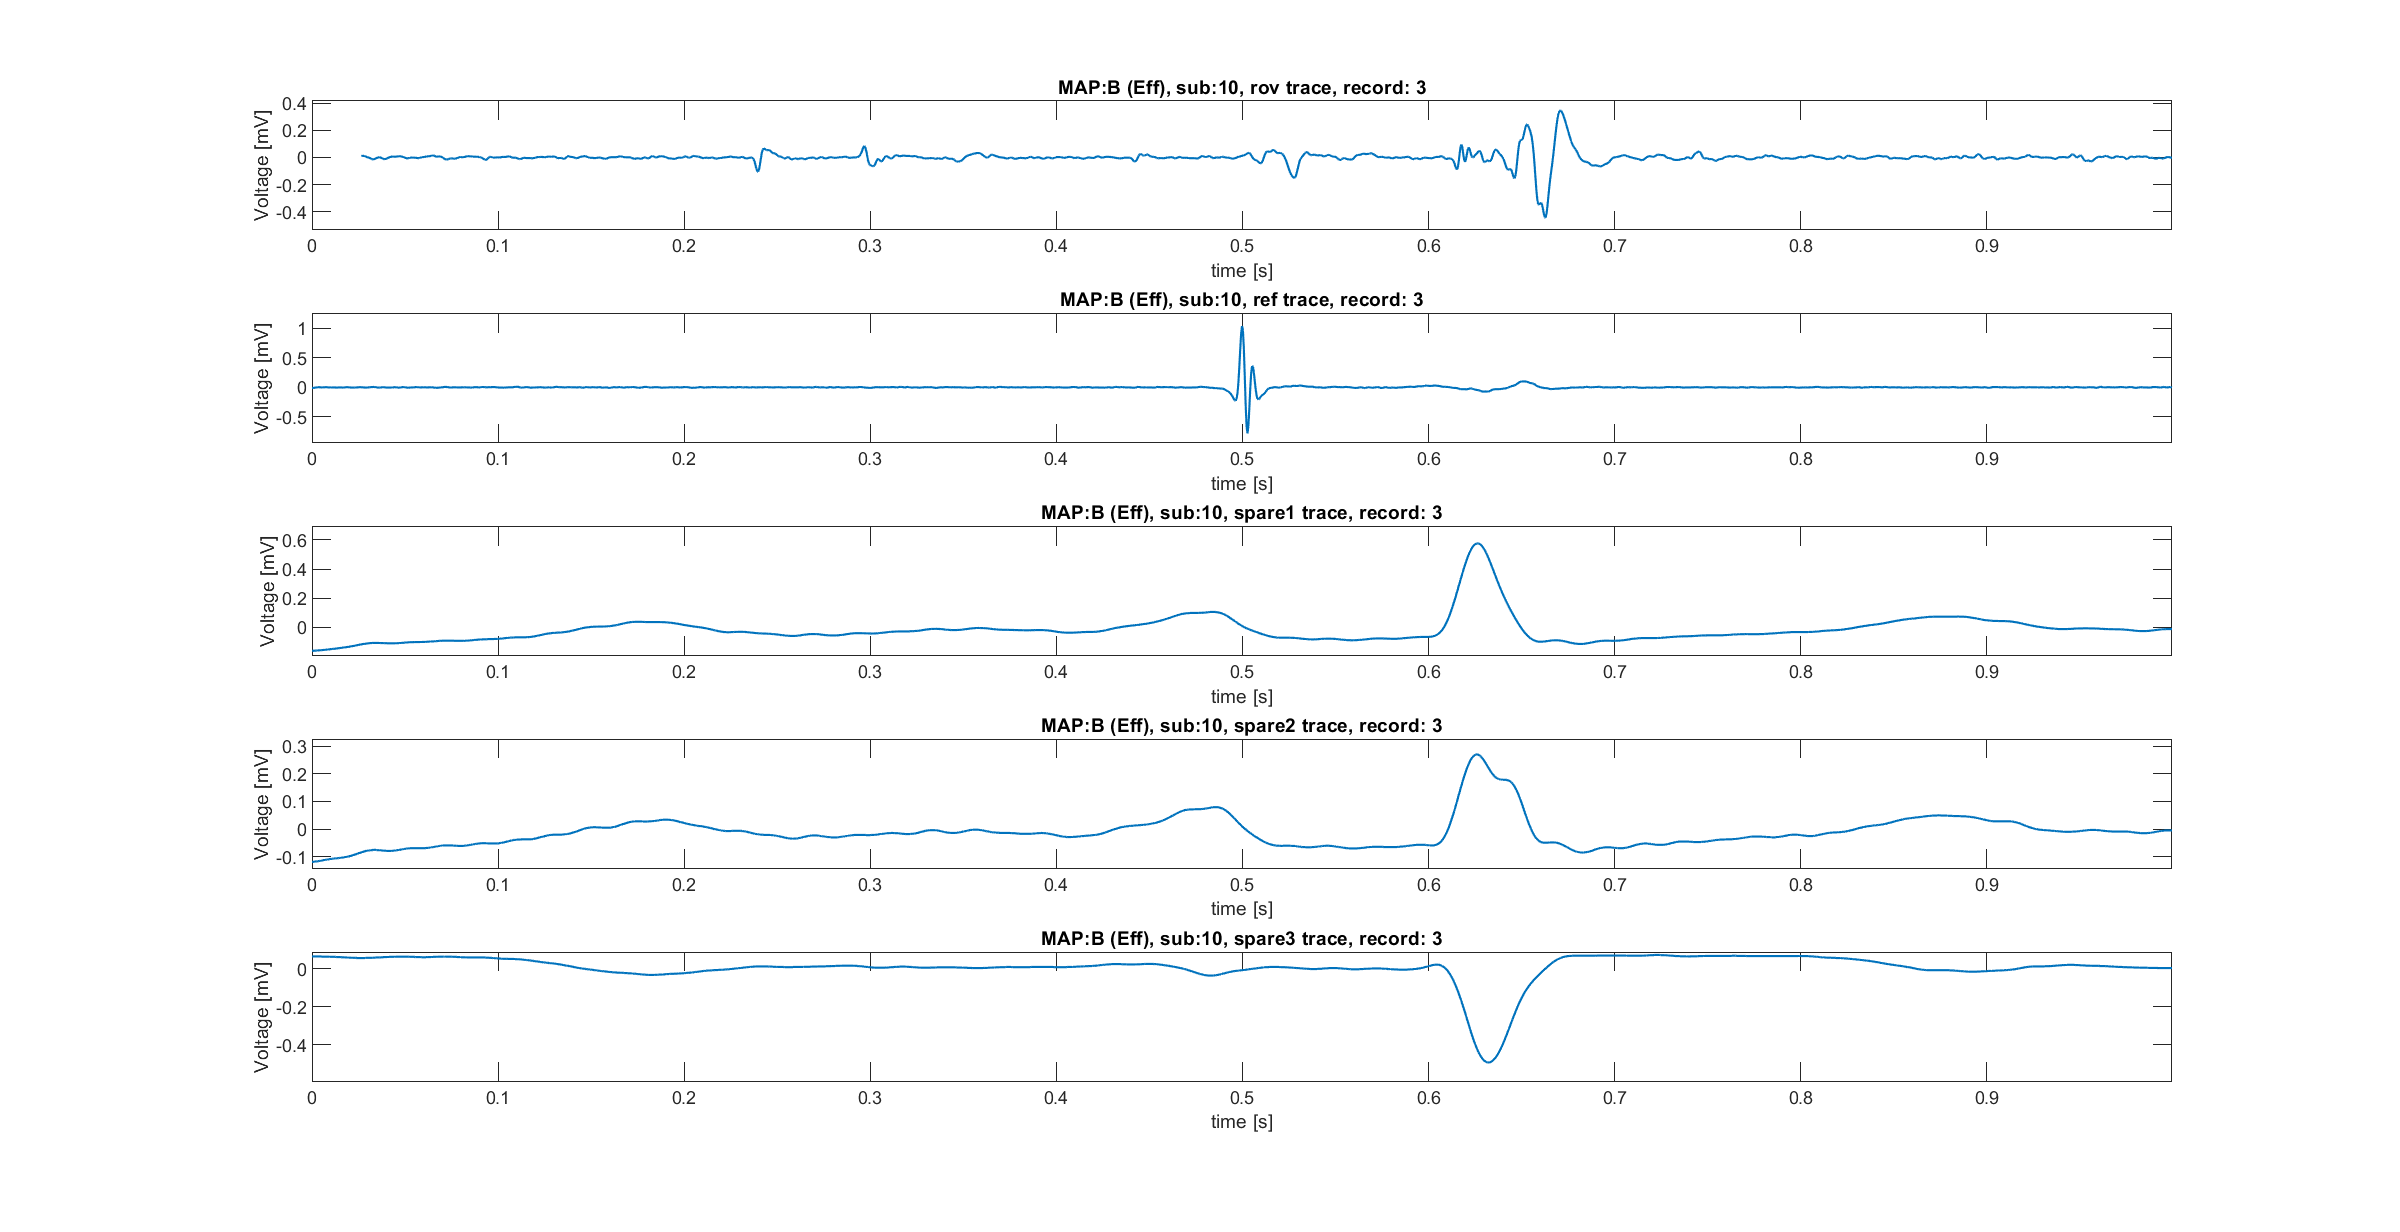 MAP:B (Eff), sub:10, rov trace, record: 3
Voltage [mV]
0.4
0.2
0
-0.2
-0.4
0 0.1 0.2 0.3 0.4 0.5 0.6 0.7 0.8 0.9
time [s]
MAP:B (Eff), sub:10, ref trace, record: 3
Voltage [mV]
1
0.5
0
-0.5
0 0.1 0.2 0.3 0.4 0.5 0.6 0.7 0.8 0.9
time [s]
MAP:B (Eff), sub:10, spare1 trace, record: 3
Voltage [mV]
0.6
0.4
0.2
0
0 0.1 0.2 0.3 0.4 0.5 0.6 0.7 0.8 0.9
time [s]
MAP:B (Eff), sub:10, spare2 trace, record: 3
Voltage [mV]
0.3
0.2
0.1
0
-0.1
0 0.1 0.2 0.3 0.4 0.5 0.6 0.7 0.8 0.9
time [s]
MAP:B (Eff), sub:10, spare3 trace, record: 3
Voltage [mV]
0
-0.2
-0.4
0 0.1 0.2 0.3 0.4 0.5 0.6 0.7 0.8 0.9
time [s]